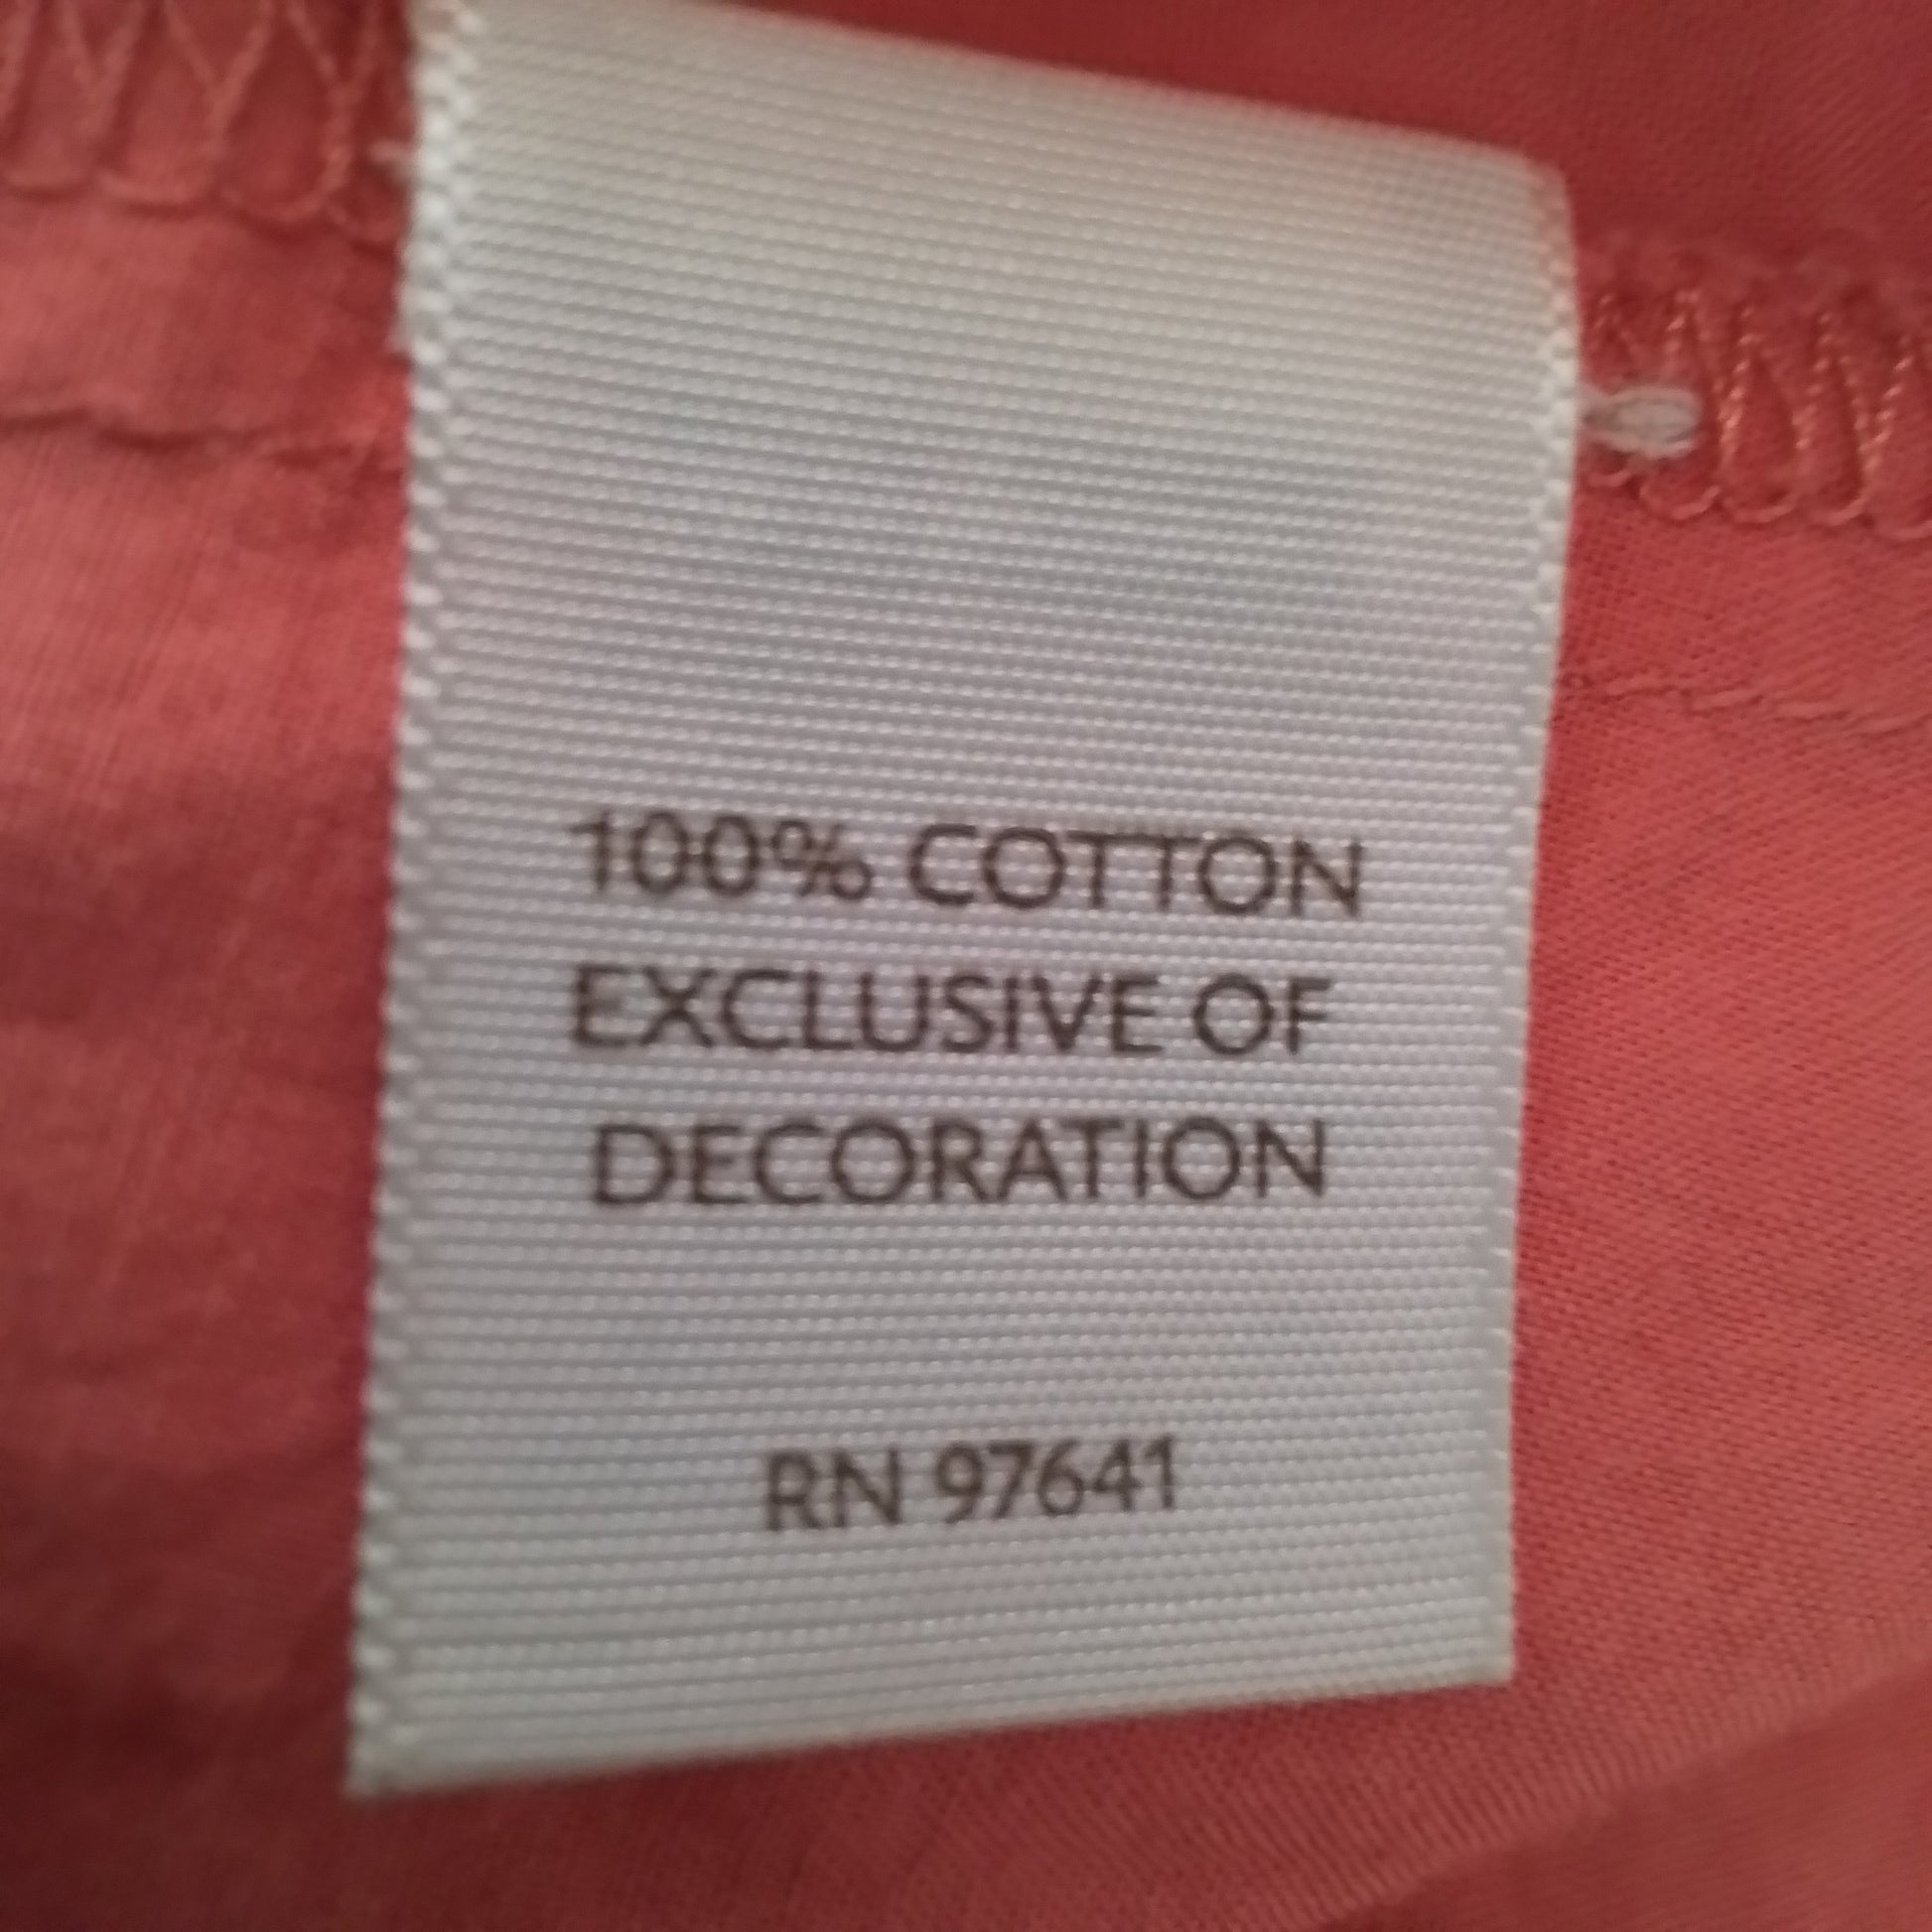 100% COTTON
EXCLUSIVE OF
DECORATION
RN 97641